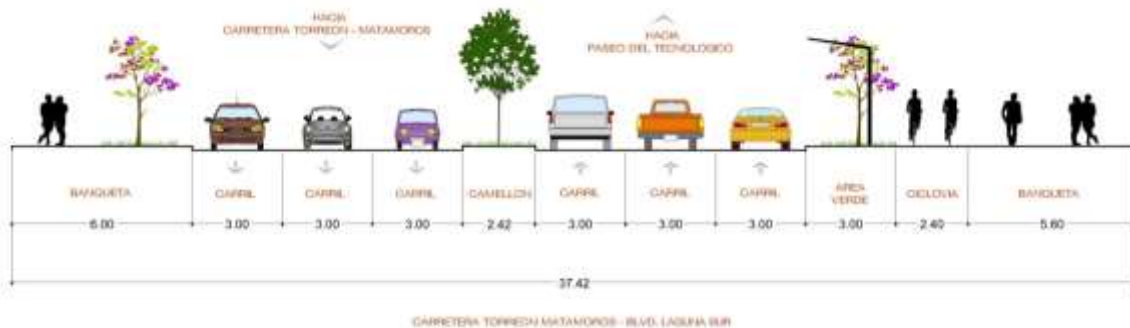 HACIA
CARRETERA TORREON - MATAMOROS
HACIA
PASEO DEL TECNOLOGICO
BANQUETA
CARRIL
CARRIL
CARRIL
CAMELLON
CARRIL
CARRIL
CARRIL
AREA
VERDE
CICLOVIA
BANQUETA
6.00
3.00
3.00
3.00
2.42
3.00
3.00
3.00
3.00
2.40
5.60
37.42
CARRETERA TORREON MATAMOROS - BLVD. LAGUNA SUR